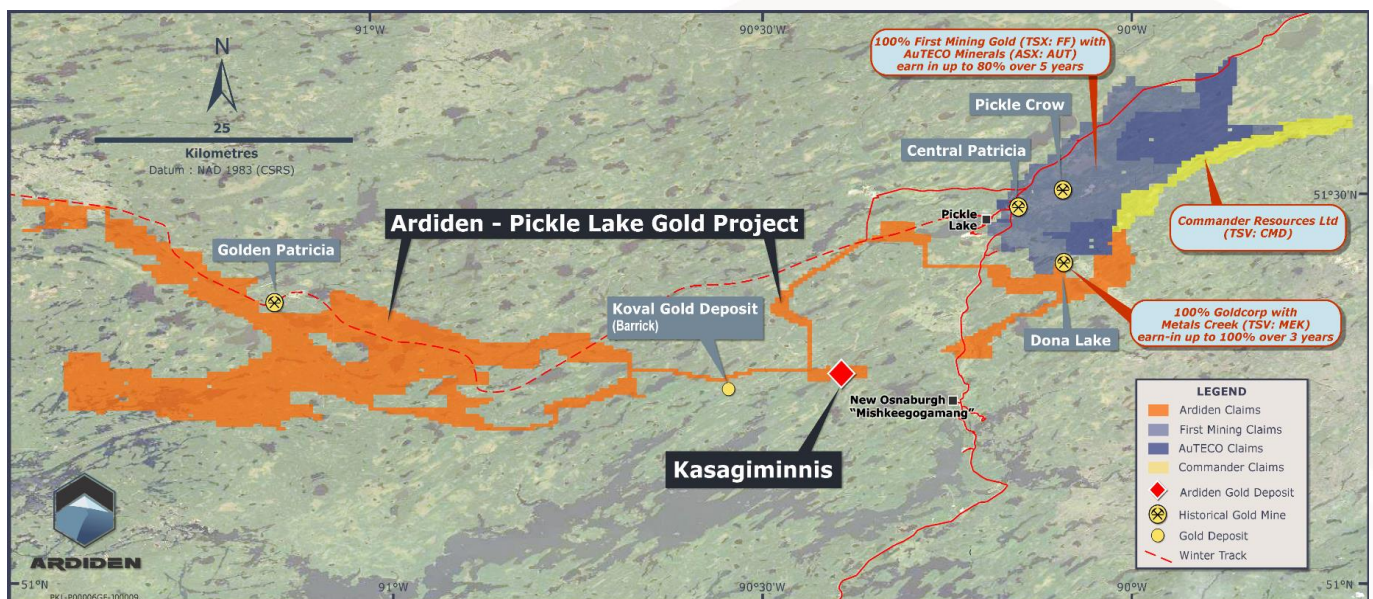 91°W
90°30'W
90°W
N
25
Kilometres
Datum : NAD 1983 (CSRS)
100% First Mining Gold (TSX: FF) with
AuTECO Minerals (ASX: AUT)
earn in up to 80% over 5 years
Pickle Crow
Central Patricia
51°30'N
Pickle
Lake
Ardiden - Pickle Lake Gold Project
Golden Patricia
Commander Resources Ltd
(TSV: CMD)
Koval Gold Deposit
(Barrick)
100% Goldcorp with
Metals Creek (TSV: MEK)
earn-in up to 100% over 3 years
Dona Lake
New Osnaburgh
"Mishkeegogamang"
Kasagiminnis
LEGEND
Ardiden Claims
First Mining Claims
AuTECO Claims
Commander Claims
Ardiden Gold Deposit
Historical Gold Mine
Gold Deposit
Winter Track
ARDIDEN
51°N
91°W
90°30'W
90°W
51°N